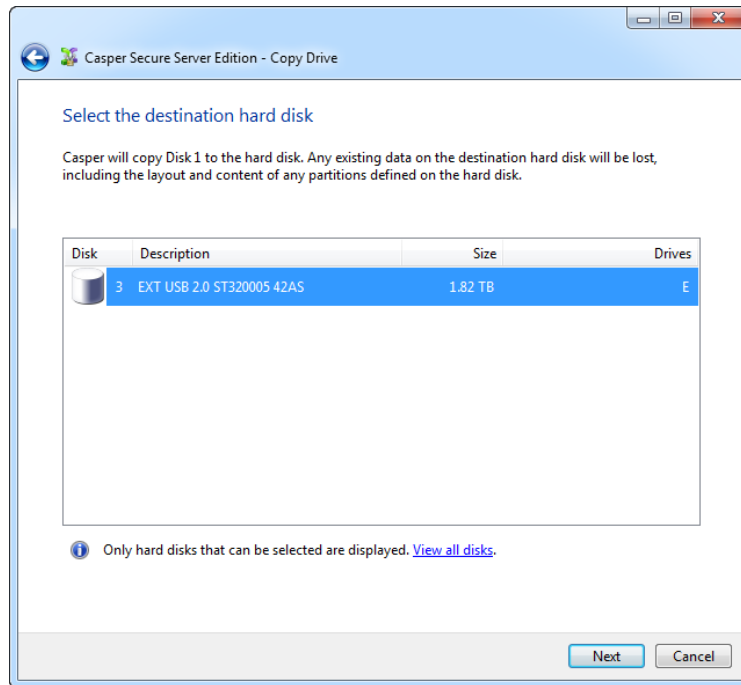 Casper Secure Server Edition - Copy Drive
Select the destination hard disk
Casper will copy Disk 1 to the hard disk. Any existing data on the destination hard disk will be lost,
including the layout and content of any partitions defined on the hard disk.
Disk Description Size Drives
3 EXT USB 2.0 ST320005 42AS 1.82 TB E
Only hard disks that can be selected are displayed. View all disks.
Next Cancel